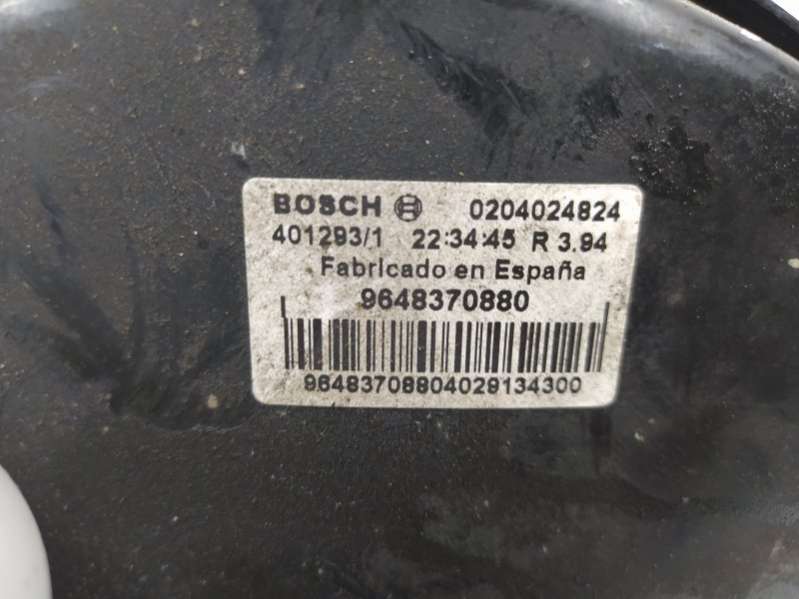 BOSCH 0204024824
401293/1 22:34:45 R 3.94
Fabricado en España
9648370880
96483708804029134300